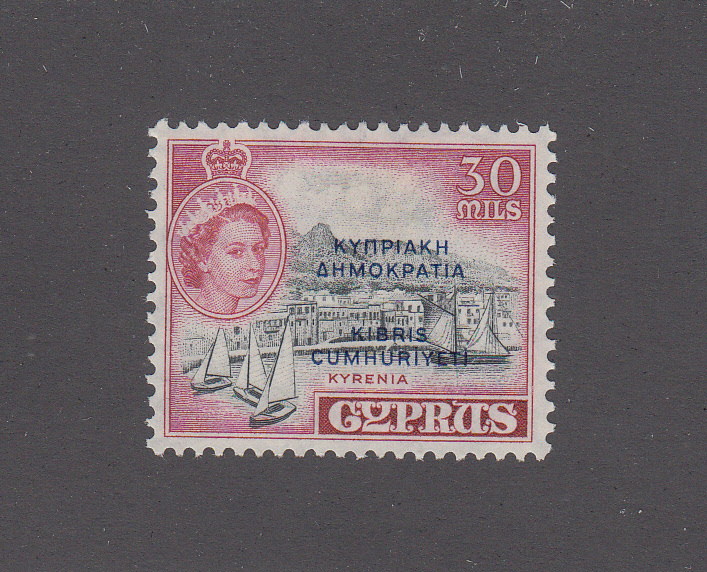 30
MILS
ΚΥΠΡΙΑΚΗ
ΔΗΜΟΚΡΑΤΙΑ
KIBRIS
CUMHURIYETI
KYRENIA
CYPRUS